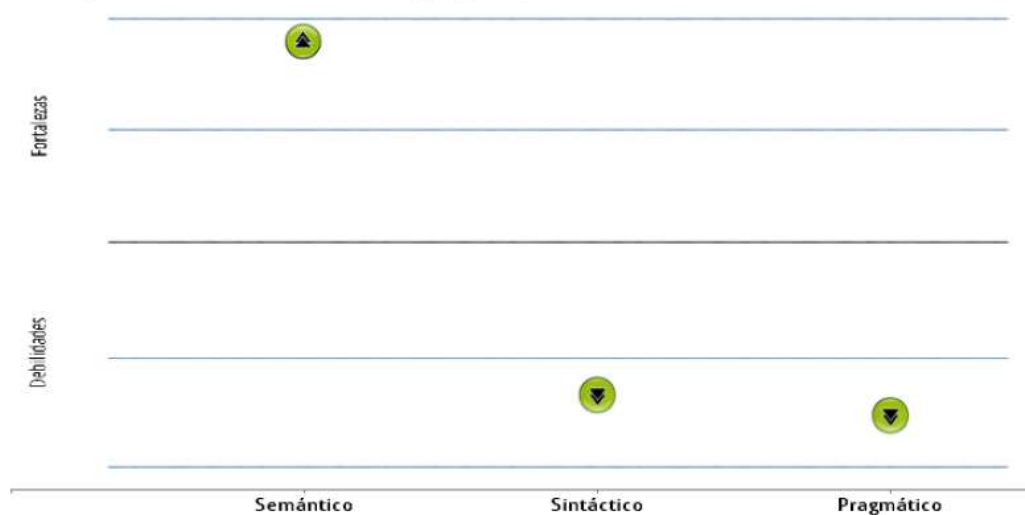 Fortalezas
Debilidades
Semántico
Sintáctico
Pragmático